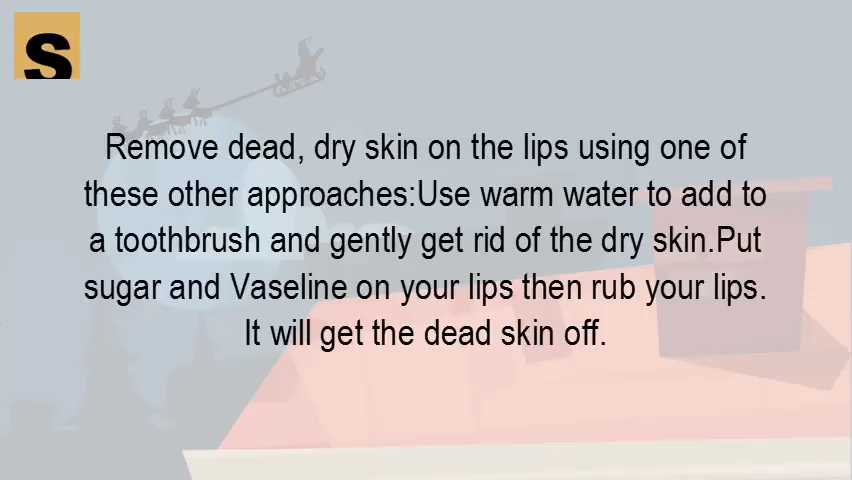 S
Remove dead, dry skin on the lips using one of
these other approaches:Use warm water to add to
a toothbrush and gently get rid of the dry skin.Put
sugar and Vaseline on your lips then rub your lips.
It will get the dead skin off.